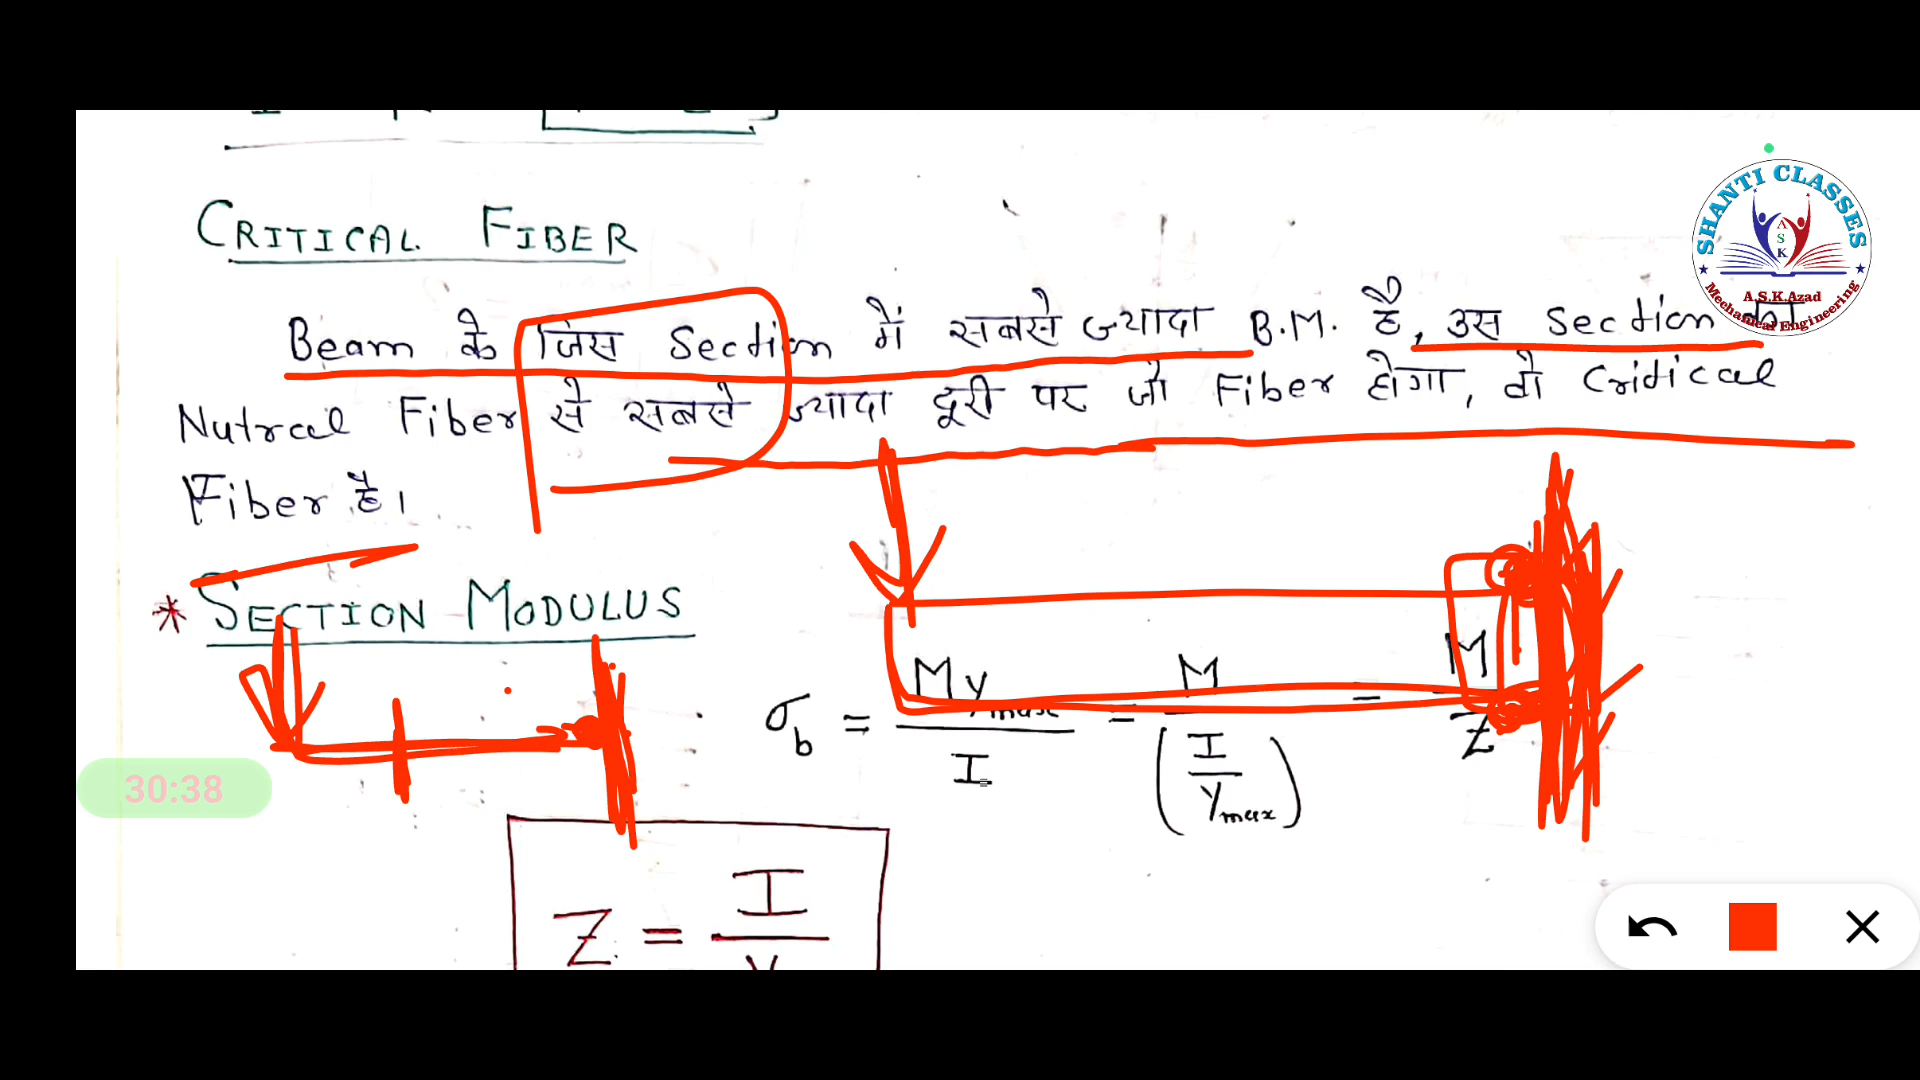 SHANTI CLASSES
A S K
A.S.K.Azad
Mechanical Engineering
CRITICAL FIBER
Beam के जिस Section में सबसे ज्यादा B.M. है, उस Section का
Nutral Fiber से सबसे ज्यादा दूरी पर जो Fiber होगा, वो Critical
Fiber है।
* SECTION MODULUS
σb = My max / I = M / (I / Ymax) = M / Z
30:38
Z = I